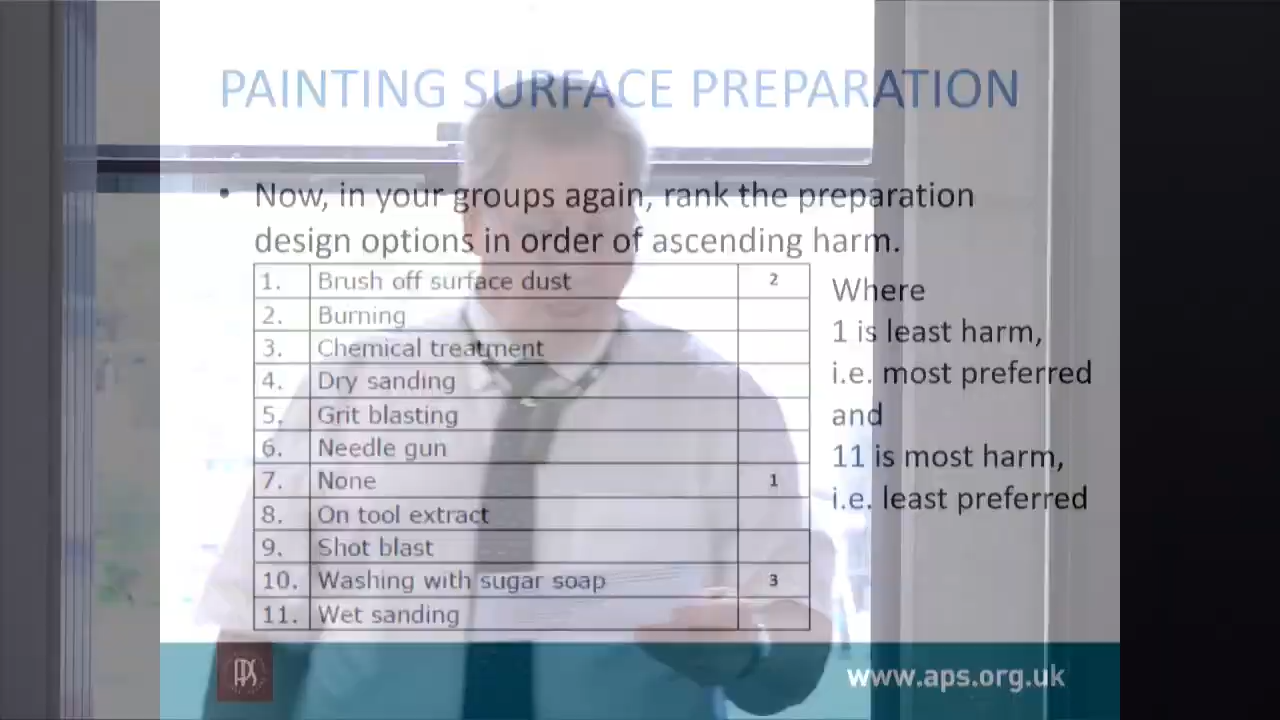 PAINTING SURFACE PREPARATION
• Now, in your groups again, rank the preparation
design options in order of ascending harm.
1. Brush off surface dust 2
2. Burning
3. Chemical treatment
4. Dry sanding
5. Grit blasting
6. Needle gun
7. None 1
8. On tool extract
9. Shot blast
10. Washing with sugar soap 3
11. Wet sanding
Where
1 is least harm,
i.e. most preferred
and
11 is most harm,
i.e. least preferred
APS
www.aps.org.uk